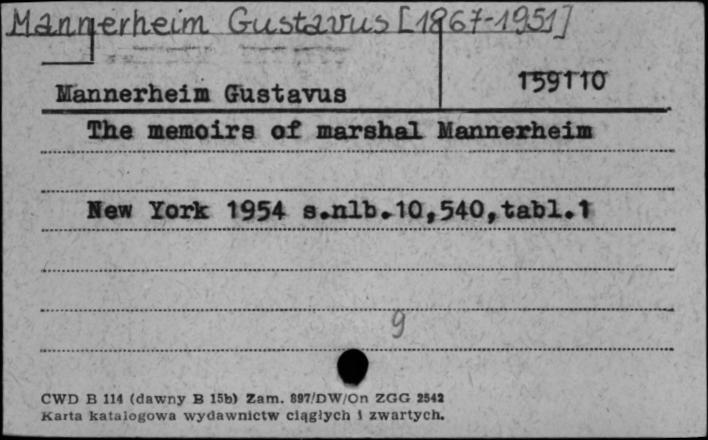 Mannerheim Gustavus [1867-1951]
159110
Mannerheim Gustavus
The memoirs of marshal Mannerheim
New York 1954 s.nlb.10,540,tabl.1
9
CWD B 114 (dawny B 15b) Zam. 897/DW/On ZGG 2542
Karta katalogowa wydawnictw ciągłych i zwartych.